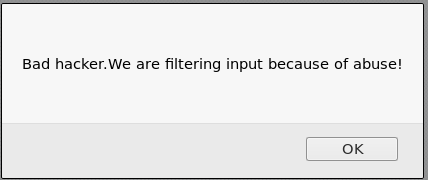 Bad hacker.We are filtering input because of abuse!
OK